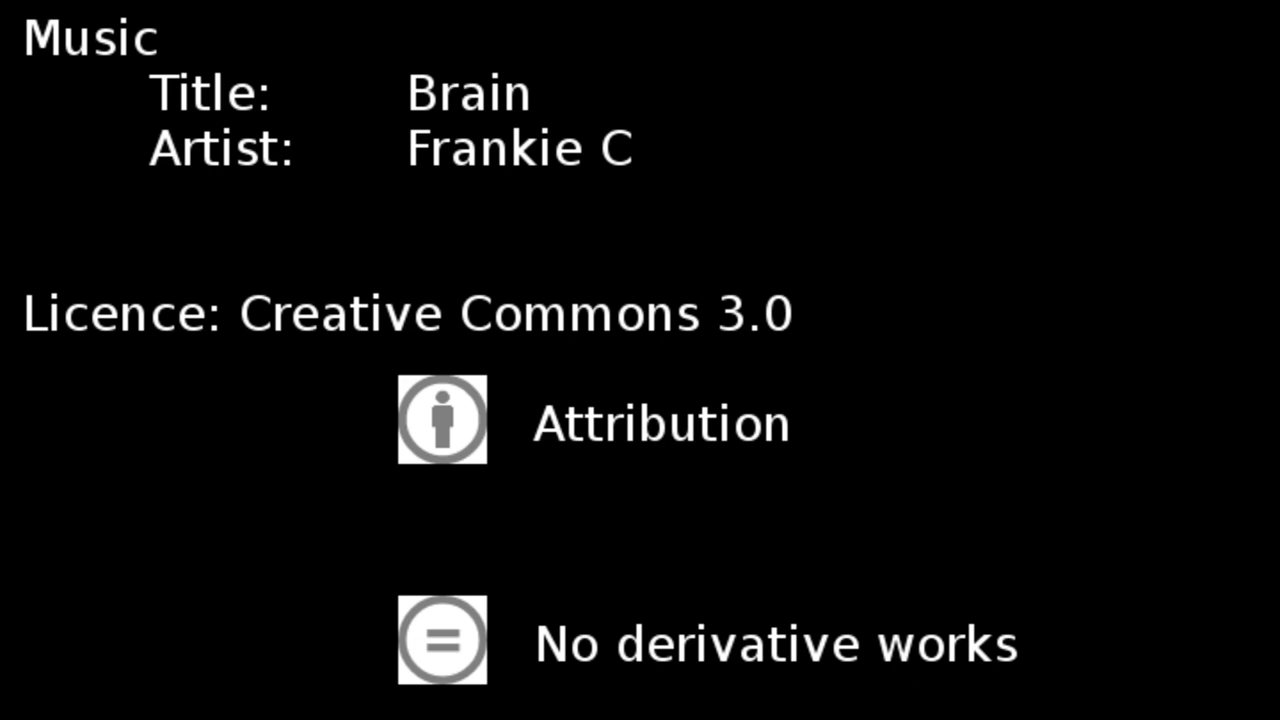 Music
Title: Brain
Artist: Frankie C
Licence: Creative Commons 3.0
Attribution
No derivative works